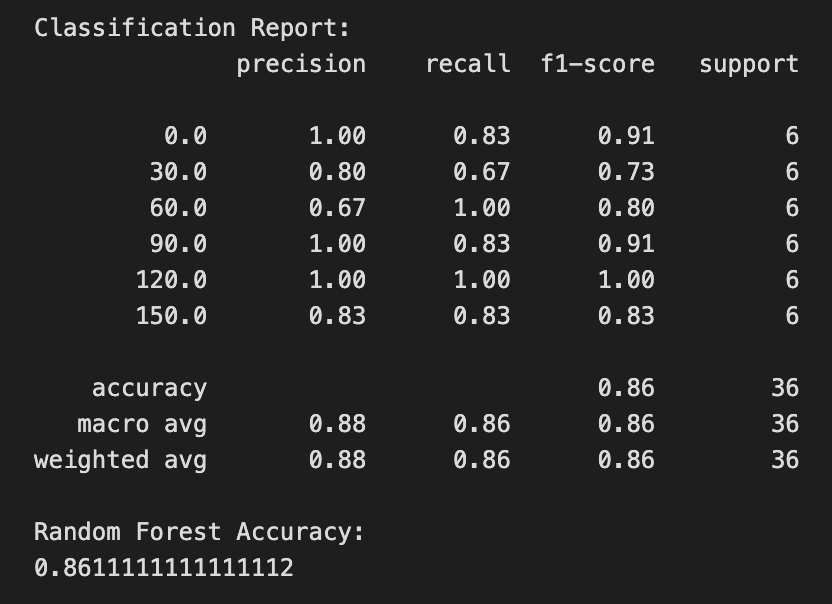 Classification Report:
              precision    recall  f1-score   support

         0.0       1.00      0.83      0.91         6
        30.0       0.80      0.67      0.73         6
        60.0       0.67      1.00      0.80         6
        90.0       1.00      0.83      0.91         6
       120.0       1.00      1.00      1.00         6
       150.0       0.83      0.83      0.83         6

    accuracy                           0.86        36
   macro avg       0.88      0.86      0.86        36
weighted avg       0.88      0.86      0.86        36

Random Forest Accuracy:
0.8611111111111112